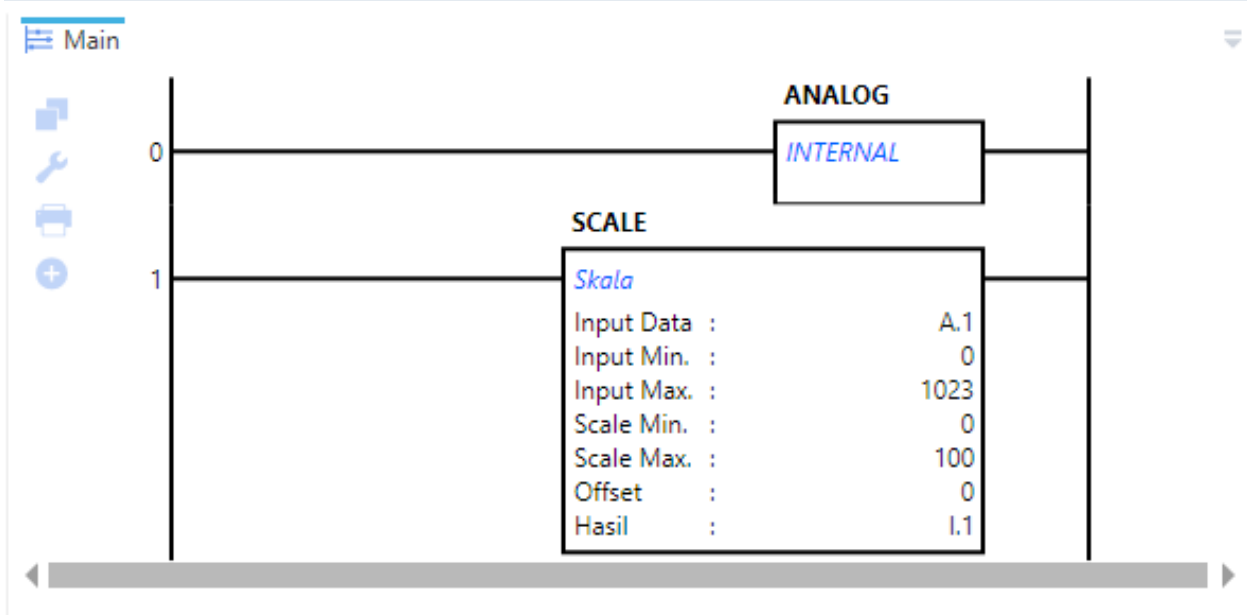 Main
ANALOG
0 INTERNAL
SCALE
1 Skala
Input Data : A.1
Input Min. : 0
Input Max. : 1023
Scale Min. : 0
Scale Max. : 100
Offset : 0
Hasil : I.1